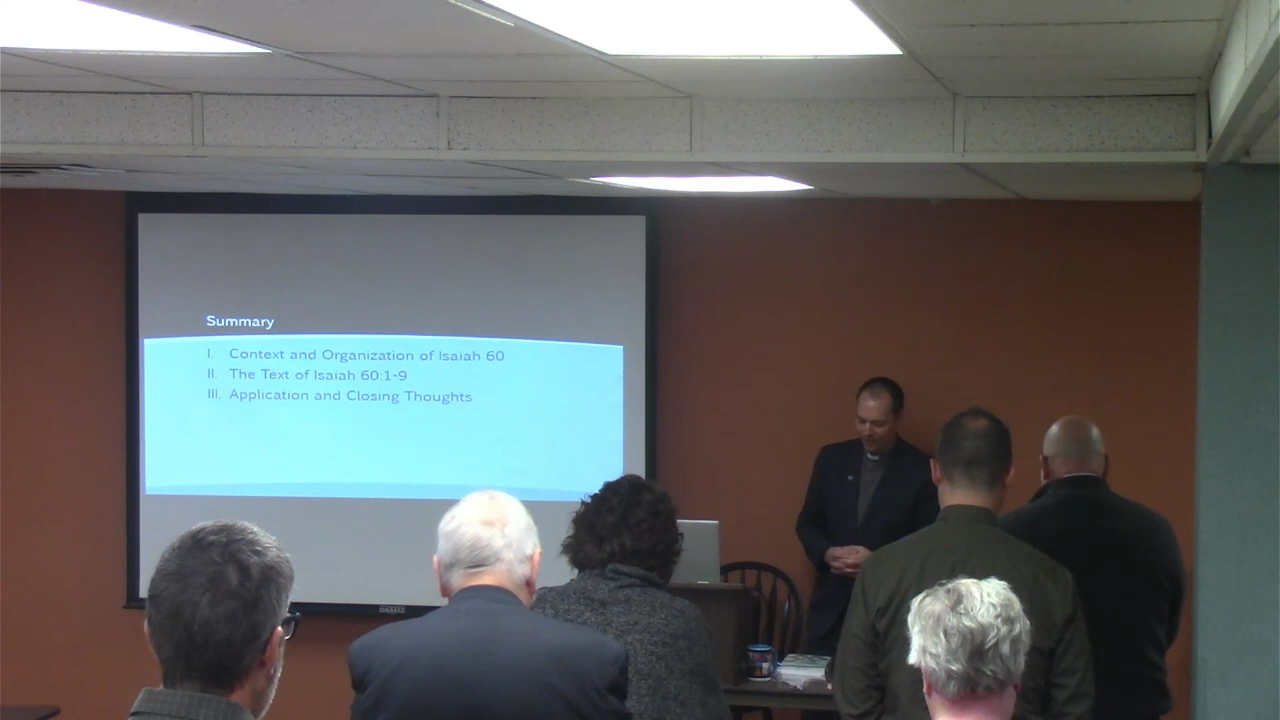 Summary
I. Context and Organization of Isaiah 60
II. The Text of Isaiah 60:1-9
III. Application and Closing Thoughts